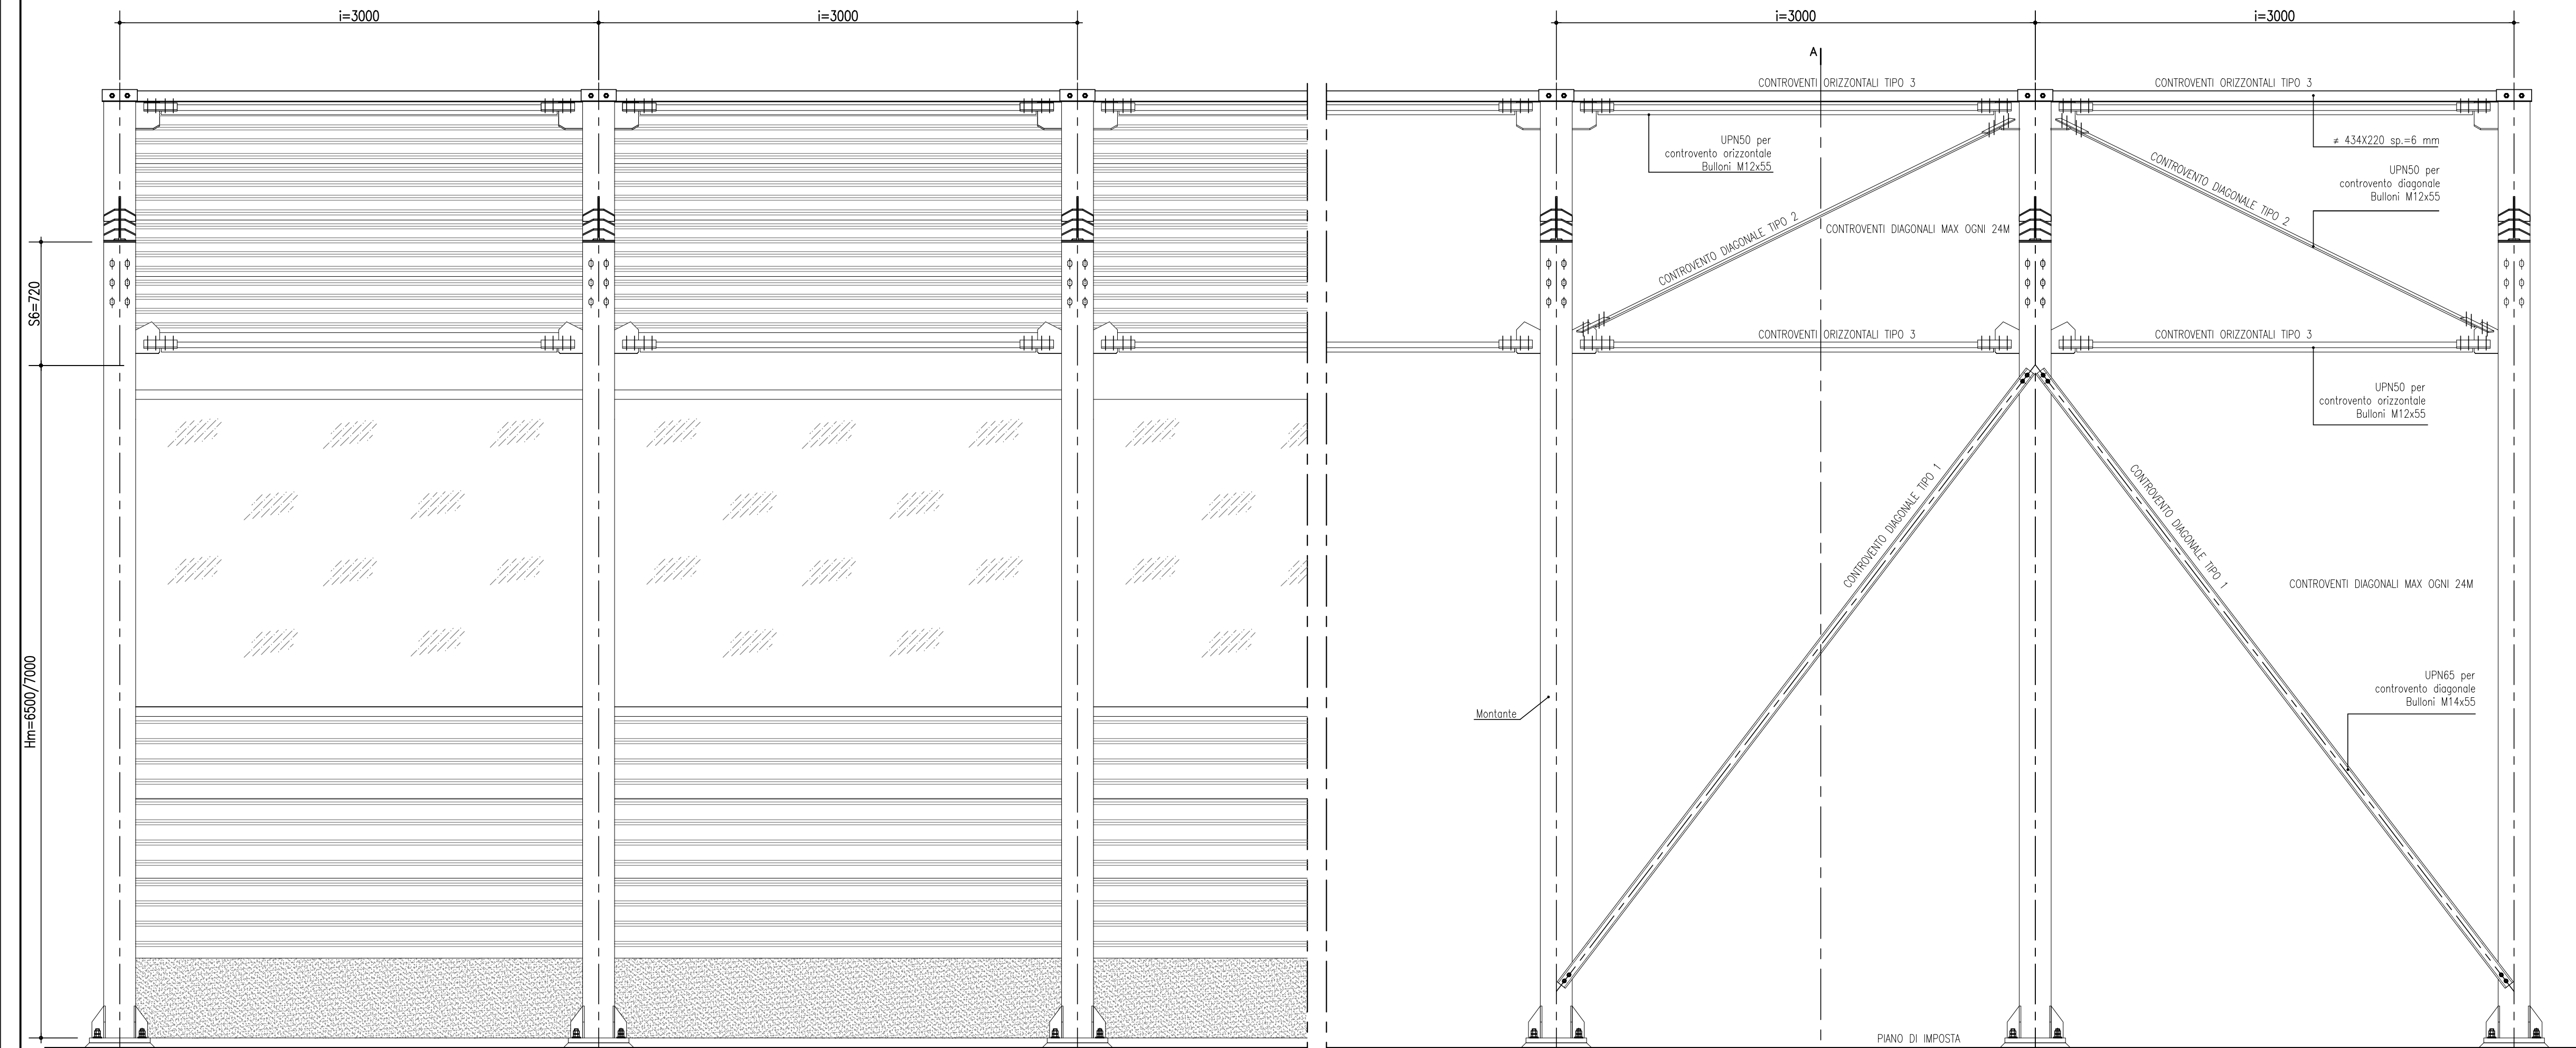 i=3000
i=3000
i=3000
i=3000
A
CONTROVENTI ORIZZONTALI TIPO 3
CONTROVENTI ORIZZONTALI TIPO 3
UPN50 per
controvento orizzontale
Bulloni M12x55
≠ 434X220 sp.=6 mm
UPN50 per
controvento diagonale
Bulloni M12x55
CONTROVENTO DIAGONALE TIPO 2
CONTROVENTO DIAGONALE TIPO 2
CONTROVENTI DIAGONALI MAX OGNI 24M
S6=720
CONTROVENTI ORIZZONTALI TIPO 3
CONTROVENTI ORIZZONTALI TIPO 3
UPN50 per
controvento orizzontale
Bulloni M12x55
CONTROVENTO DIAGONALE TIPO 1
CONTROVENTO DIAGONALE TIPO 1
CONTROVENTI DIAGONALI MAX OGNI 24M
Hm=6500/7000
UPN65 per
controvento diagonale
Bulloni M14x55
Montante
PIANO DI IMPOSTA